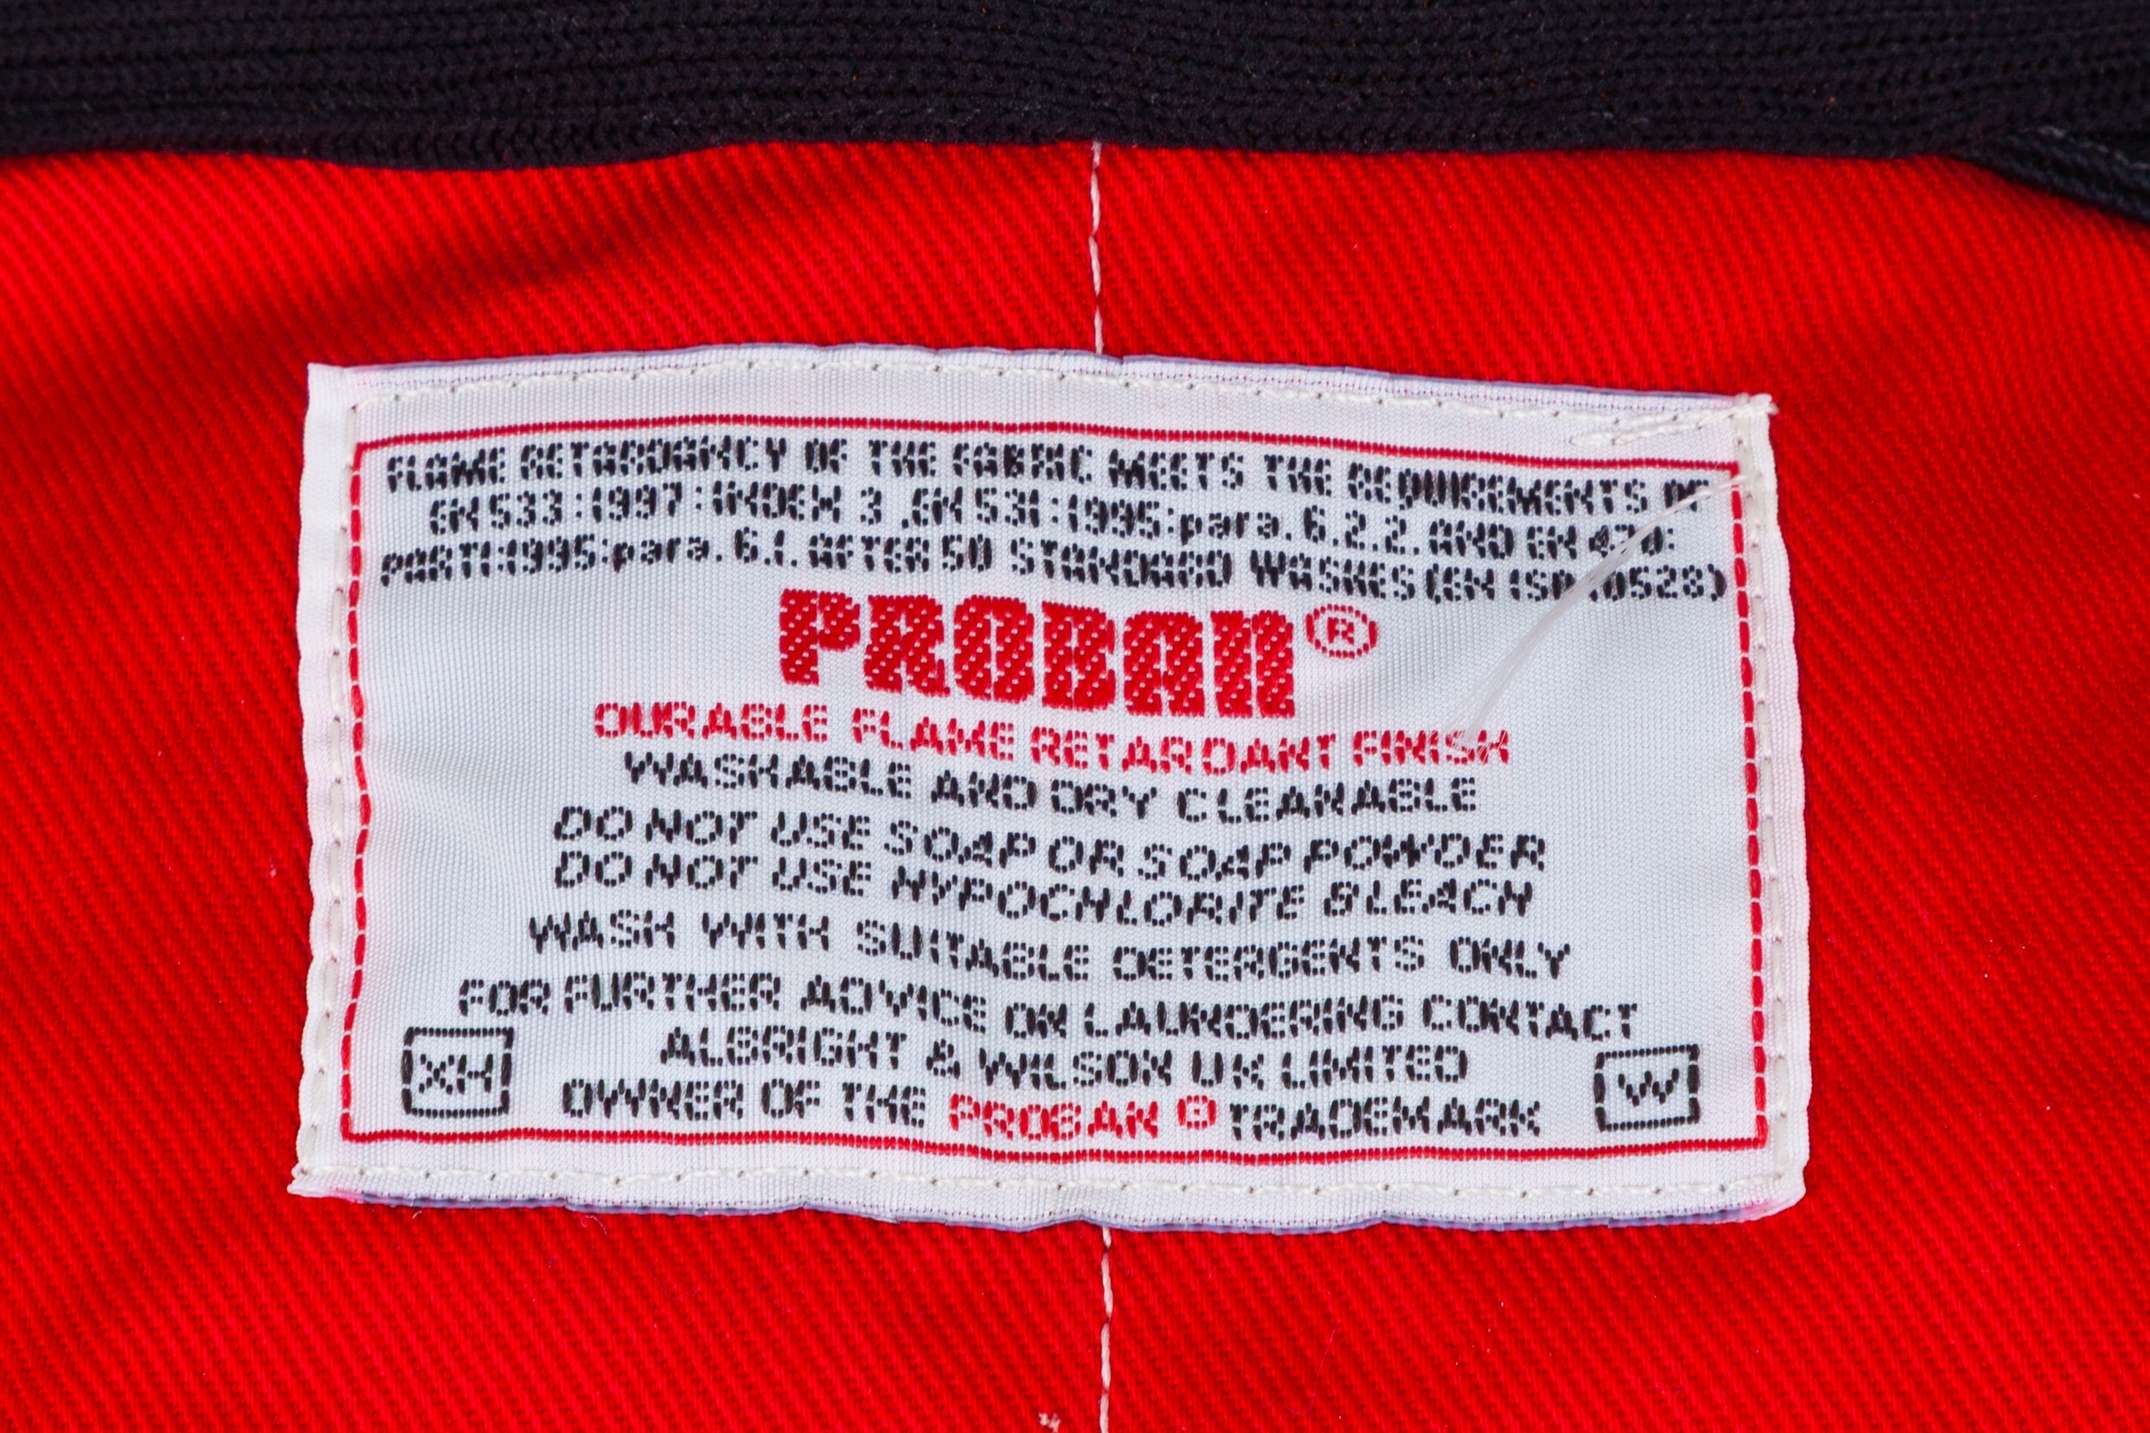 FLAME RETARDANCY OF THE FABRIC MEETS THE REQUIREMENTS OF
EN 533:1997:INDEX 3 ,EN 531:1995:para.6.2.2.AND EN 470:
PART1:1995:para.6.1.AFTER 50 STANDARD WASHES (EN ISO 10528)
PROBAN®
DURABLE FLAME RETARDANT FINISH
WASHABLE AND DRY CLEANABLE
DO NOT USE SOAP OR SOAP POWDER
DO NOT USE HYPOCHLORITE BLEACH
WASH WITH SUITABLE DETERGENTS ONLY
FOR FURTHER ADVICE ON LAUNDERING CONTACT
ALBRIGHT & WILSON UK LIMITED
OWNER OF THE PROBAN ® TRADEMARK
XH
W